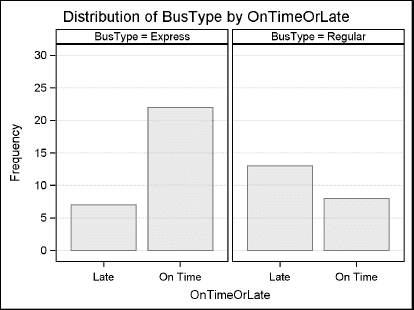 Distribution of BusType by OnTimeOrLate
BusType = Express
BusType = Regular
Frequency
30
25
20
15
10
5
0
Late
On Time
Late
On Time
OnTimeOrLate